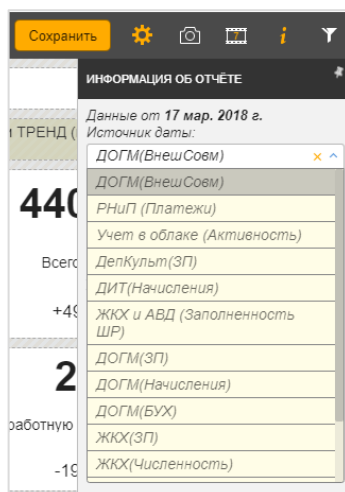 Сохранить
ИНФОРМАЦИЯ ОБ ОТЧЁТЕ
Данные от 17 мар. 2018 г.
Источник даты:
ТРЕНД (
ДОГМ(ВнешСовм)
ДОГМ(ВнешСовм)
РНиП (Платежи)
440
Учет в облаке (Активность)
Всего
ДепКульт(ЗП)
ДИТ(Начисления)
+49
ЖКХ и АВД (Заполненность
ШР)
ДОГМ(ЗП)
2
ДОГМ(Начисления)
ДОГМ(БУХ)
работную
ЖКХ(ЗП)
-19
ЖКХ(Численность)